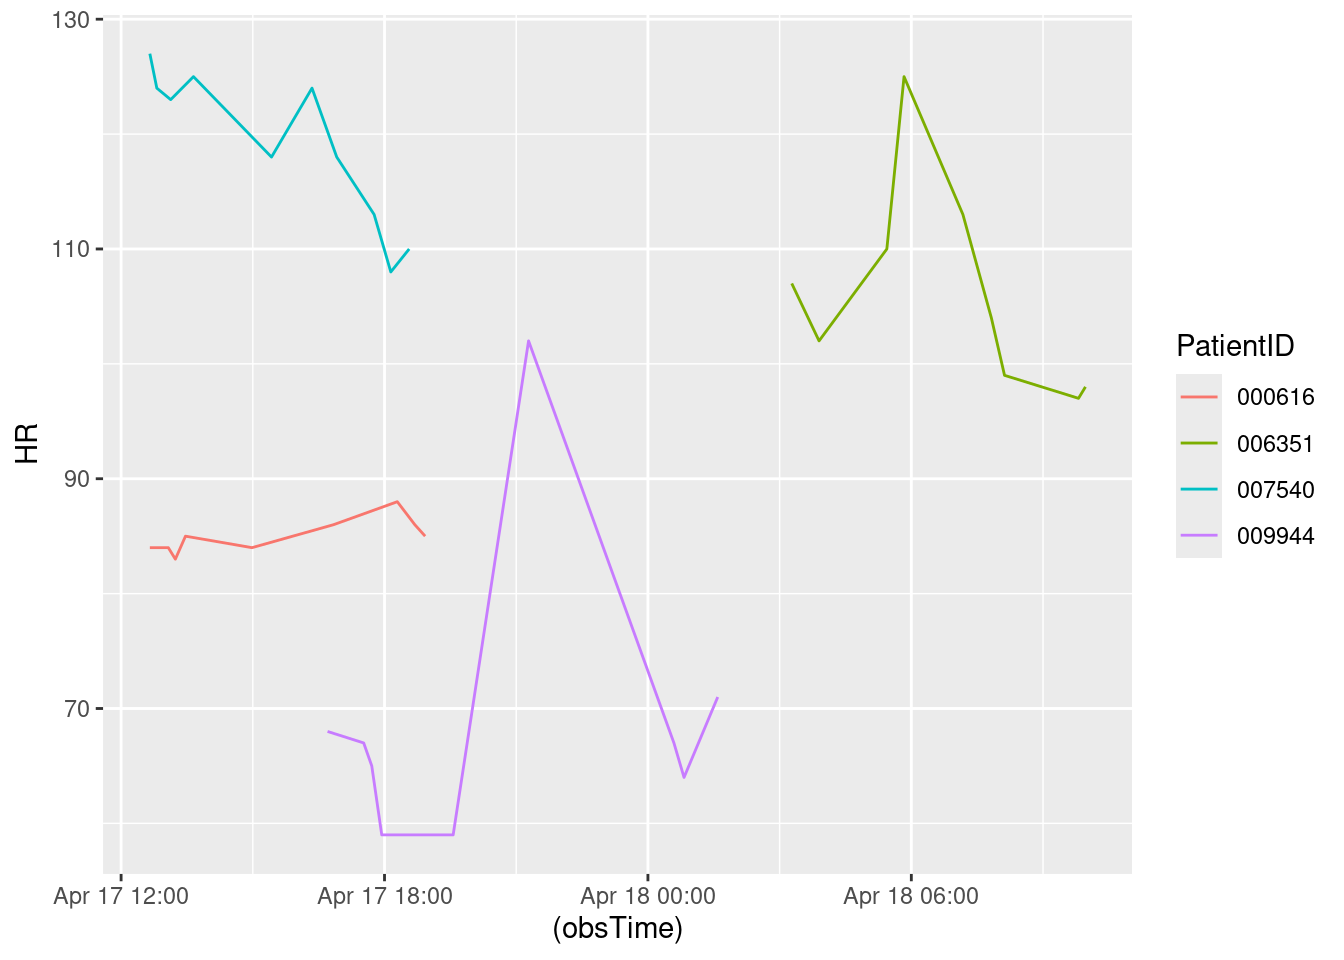 130
110
90
70
HR
Apr 17 12:00
Apr 17 18:00
Apr 18 00:00
Apr 18 06:00
(obsTime)
PatientID
000616
006351
007540
009944